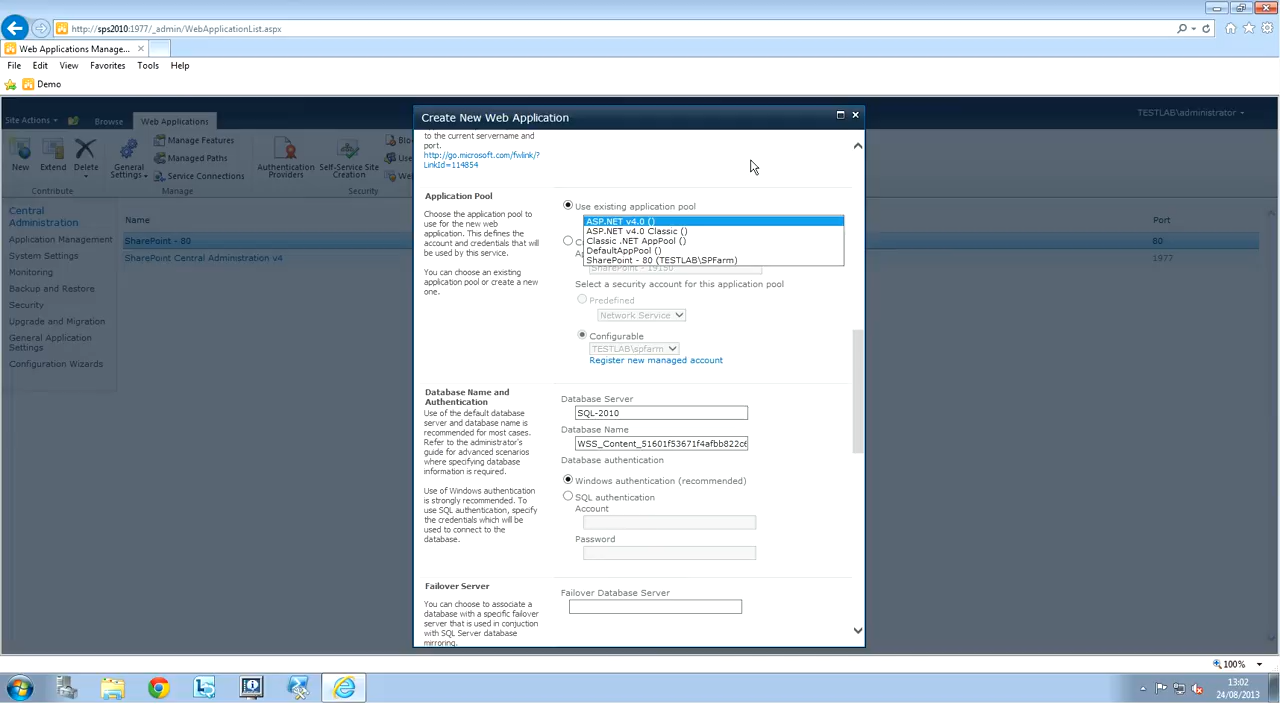 http://sps2010:1977/_admin/WebApplicationList.aspx
Web Applications Manage...
File Edit View Favorites Tools Help
Demo
Site Actions
Browse
Web Applications
TESTLAB\administrator
New
Extend
Delete
General Settings
Manage Features
Managed Paths
Service Connections
Authentication Providers
Self-Service Site Creation
Contribute
Manage
Security
Central Administration
Application Management
System Settings
Monitoring
Backup and Restore
Security
Upgrade and Migration
General Application Settings
Configuration Wizards
Name
Port
SharePoint - 80
80
SharePoint Central Administration v4
1977
Create New Web Application
to the current servername and
port.
http://go.microsoft.com/fwlink/?
LinkId=114854
Application Pool
Choose the application pool to
use for the new web
application. This defines the
account and credentials that will
be used by this service.
You can choose an existing
application pool or create a new
one.
Use existing application pool
ASP.NET v4.0 ()
ASP.NET v4.0 Classic ()
Classic .NET AppPool ()
DefaultAppPool ()
SharePoint - 80 (TESTLAB\SPFarm)
SharePoint - 19150
Select a security account for this application pool
Predefined
Network Service
Configurable
TESTLAB\spfarm
Register new managed account
Database Name and
Authentication
Use of the default database
server and database name is
recommended for most cases.
Refer to the administrator's
guide for advanced scenarios
where specifying database
information is required.
Use of Windows authentication
is strongly recommended. To
use SQL authentication, specify
the credentials which will be
used to connect to the
database.
Database Server
SQL-2010
Database Name
WSS_Content_51601f53671f4afbb822c6
Database authentication
Windows authentication (recommended)
SQL authentication
Account
Password
Failover Server
You can choose to associate a
database with a specific failover
server that is used in conjuction
with SQL Server database
mirroring.
Failover Database Server
100%
13:02
24/08/2013